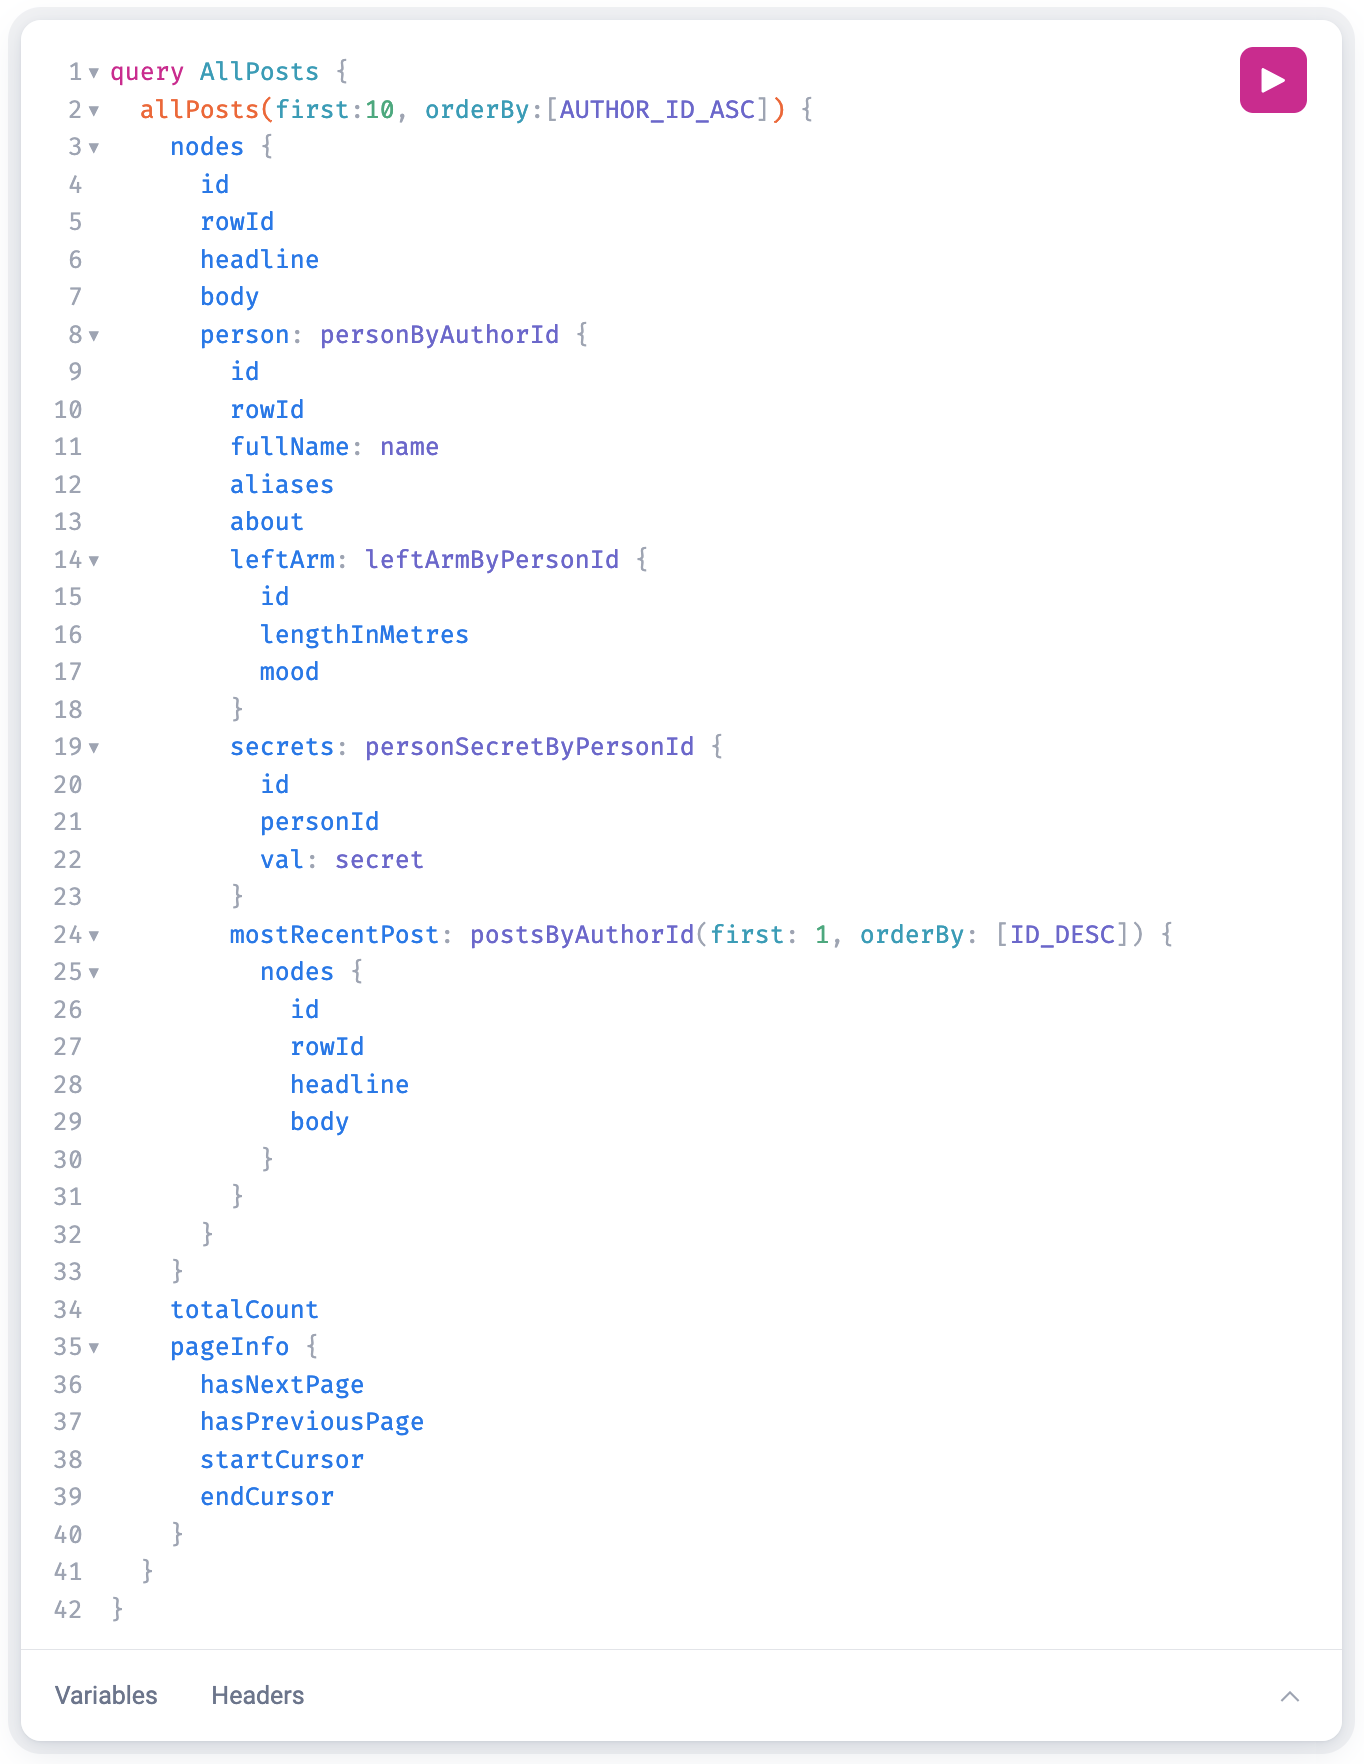 1 ▾ query AllPosts {
2 ▾   allPosts(first:10, orderBy:[AUTHOR_ID_ASC]) {
3 ▾     nodes {
4         id
5         rowId
6         headline
7         body
8 ▾       person: personByAuthorId {
9           id
10          rowId
11          fullName: name
12          aliases
13          about
14 ▾        leftArm: leftArmByPersonId {
15            id
16            lengthInMetres
17            mood
18          }
19 ▾        secrets: personSecretByPersonId {
20            id
21            personId
22            val: secret
23          }
24 ▾        mostRecentPost: postsByAuthorId(first: 1, orderBy: [ID_DESC]) {
25 ▾          nodes {
26              id
27              rowId
28              headline
29              body
30            }
31          }
32        }
33      }
34      totalCount
35 ▾    pageInfo {
36        hasNextPage
37        hasPreviousPage
38        startCursor
39        endCursor
40      }
41    }
42  }
Variables Headers